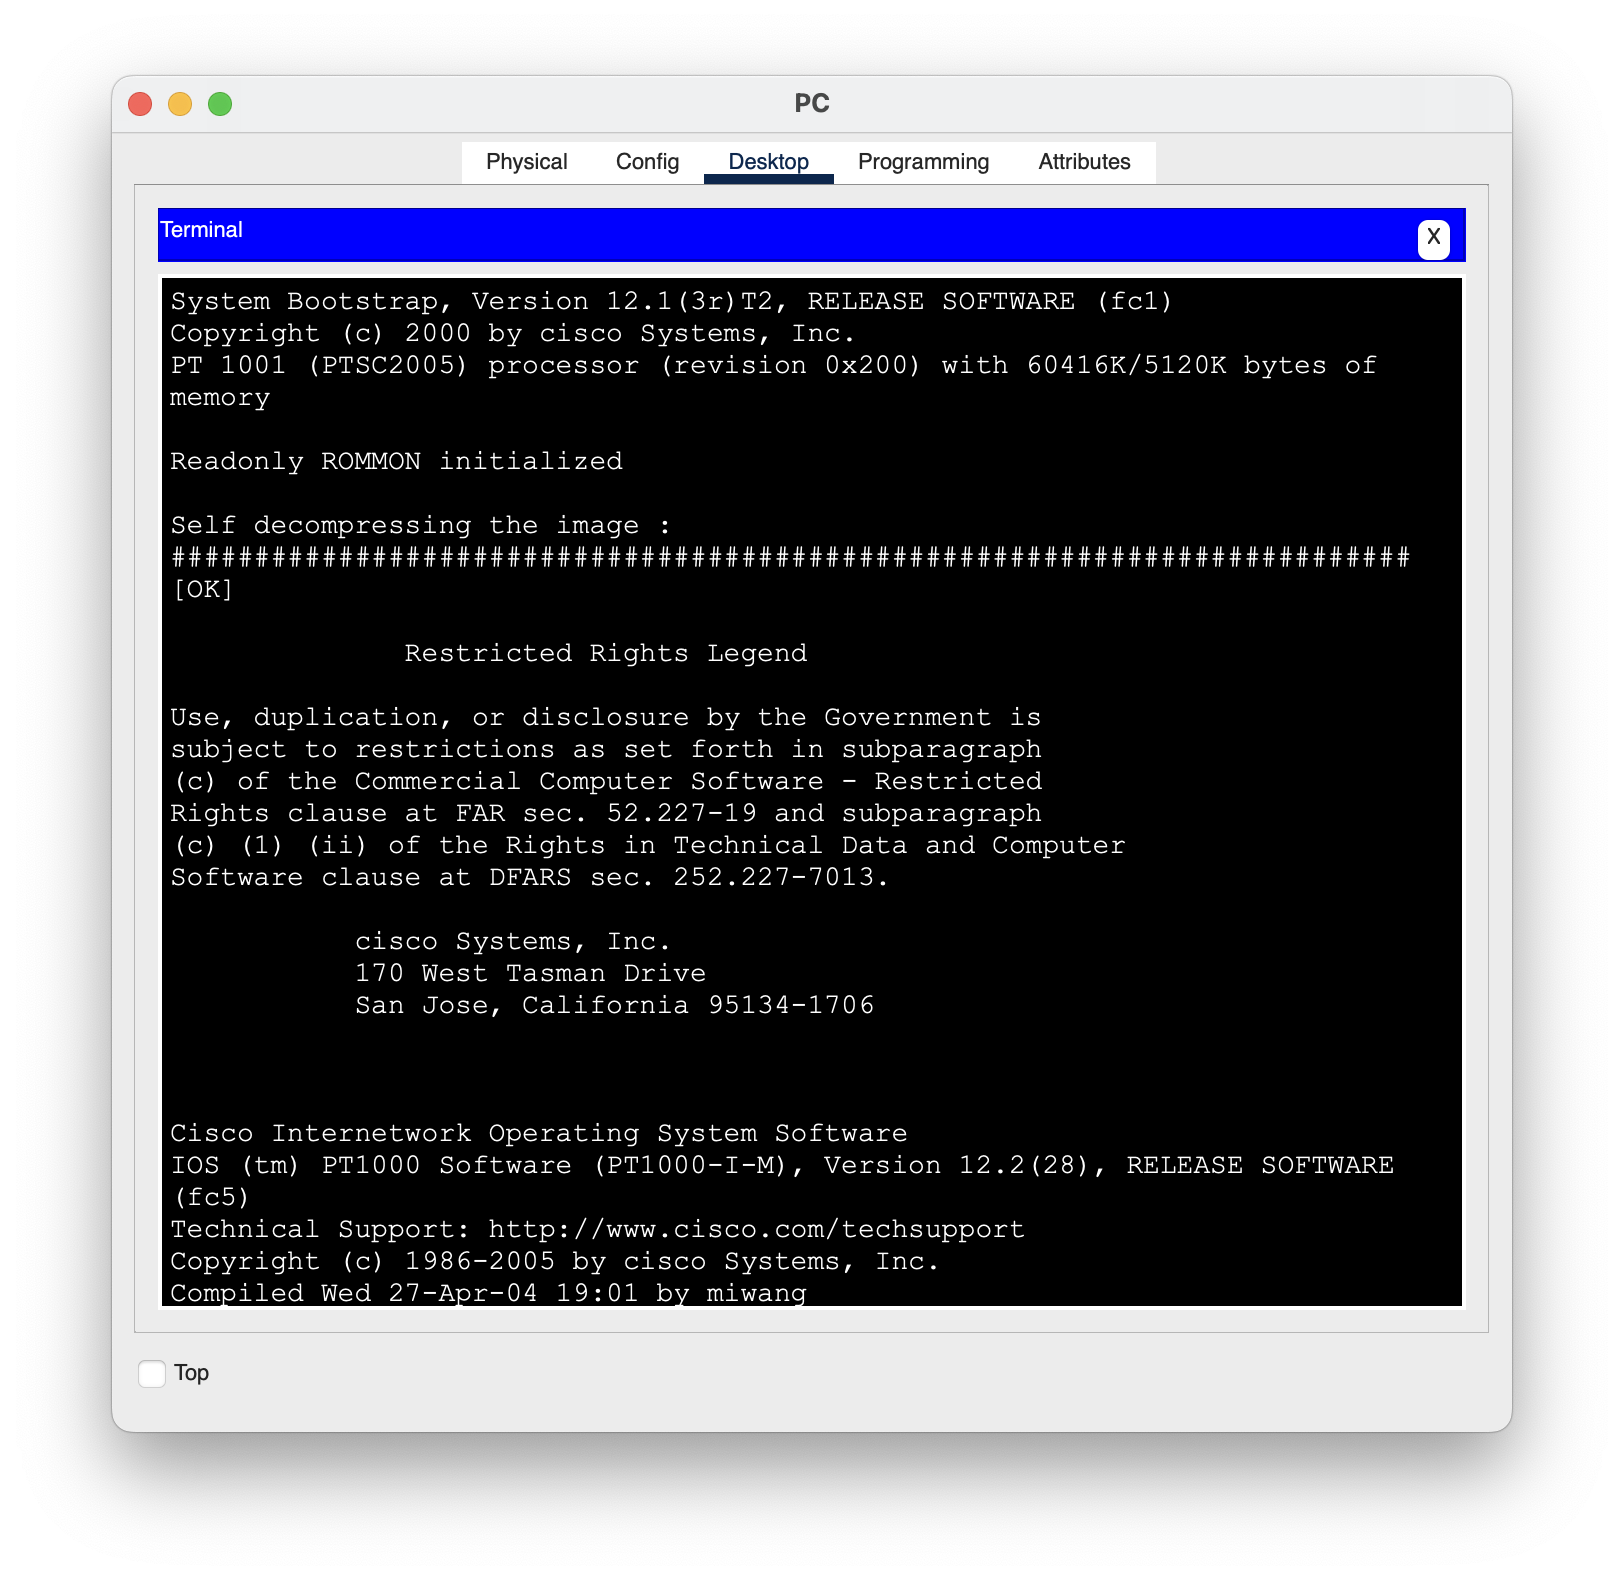 PC
Physical Config Desktop Programming Attributes
Terminal X
System Bootstrap, Version 12.1(3r)T2, RELEASE SOFTWARE (fc1)
Copyright (c) 2000 by cisco Systems, Inc.
PT 1001 (PTSC2005) processor (revision 0x200) with 60416K/5120K bytes of
memory
Readonly ROMMON initialized
Self decompressing the image :
##########################################################################
[OK]
Restricted Rights Legend
Use, duplication, or disclosure by the Government is
subject to restrictions as set forth in subparagraph
(c) of the Commercial Computer Software - Restricted
Rights clause at FAR sec. 52.227-19 and subparagraph
(c) (1) (ii) of the Rights in Technical Data and Computer
Software clause at DFARS sec. 252.227-7013.
cisco Systems, Inc.
170 West Tasman Drive
San Jose, California 95134-1706
Cisco Internetwork Operating System Software
IOS (tm) PT1000 Software (PT1000-I-M), Version 12.2(28), RELEASE SOFTWARE
(fc5)
Technical Support: http://www.cisco.com/techsupport
Copyright (c) 1986-2005 by cisco Systems, Inc.
Compiled Wed 27-Apr-04 19:01 by miwang
Top